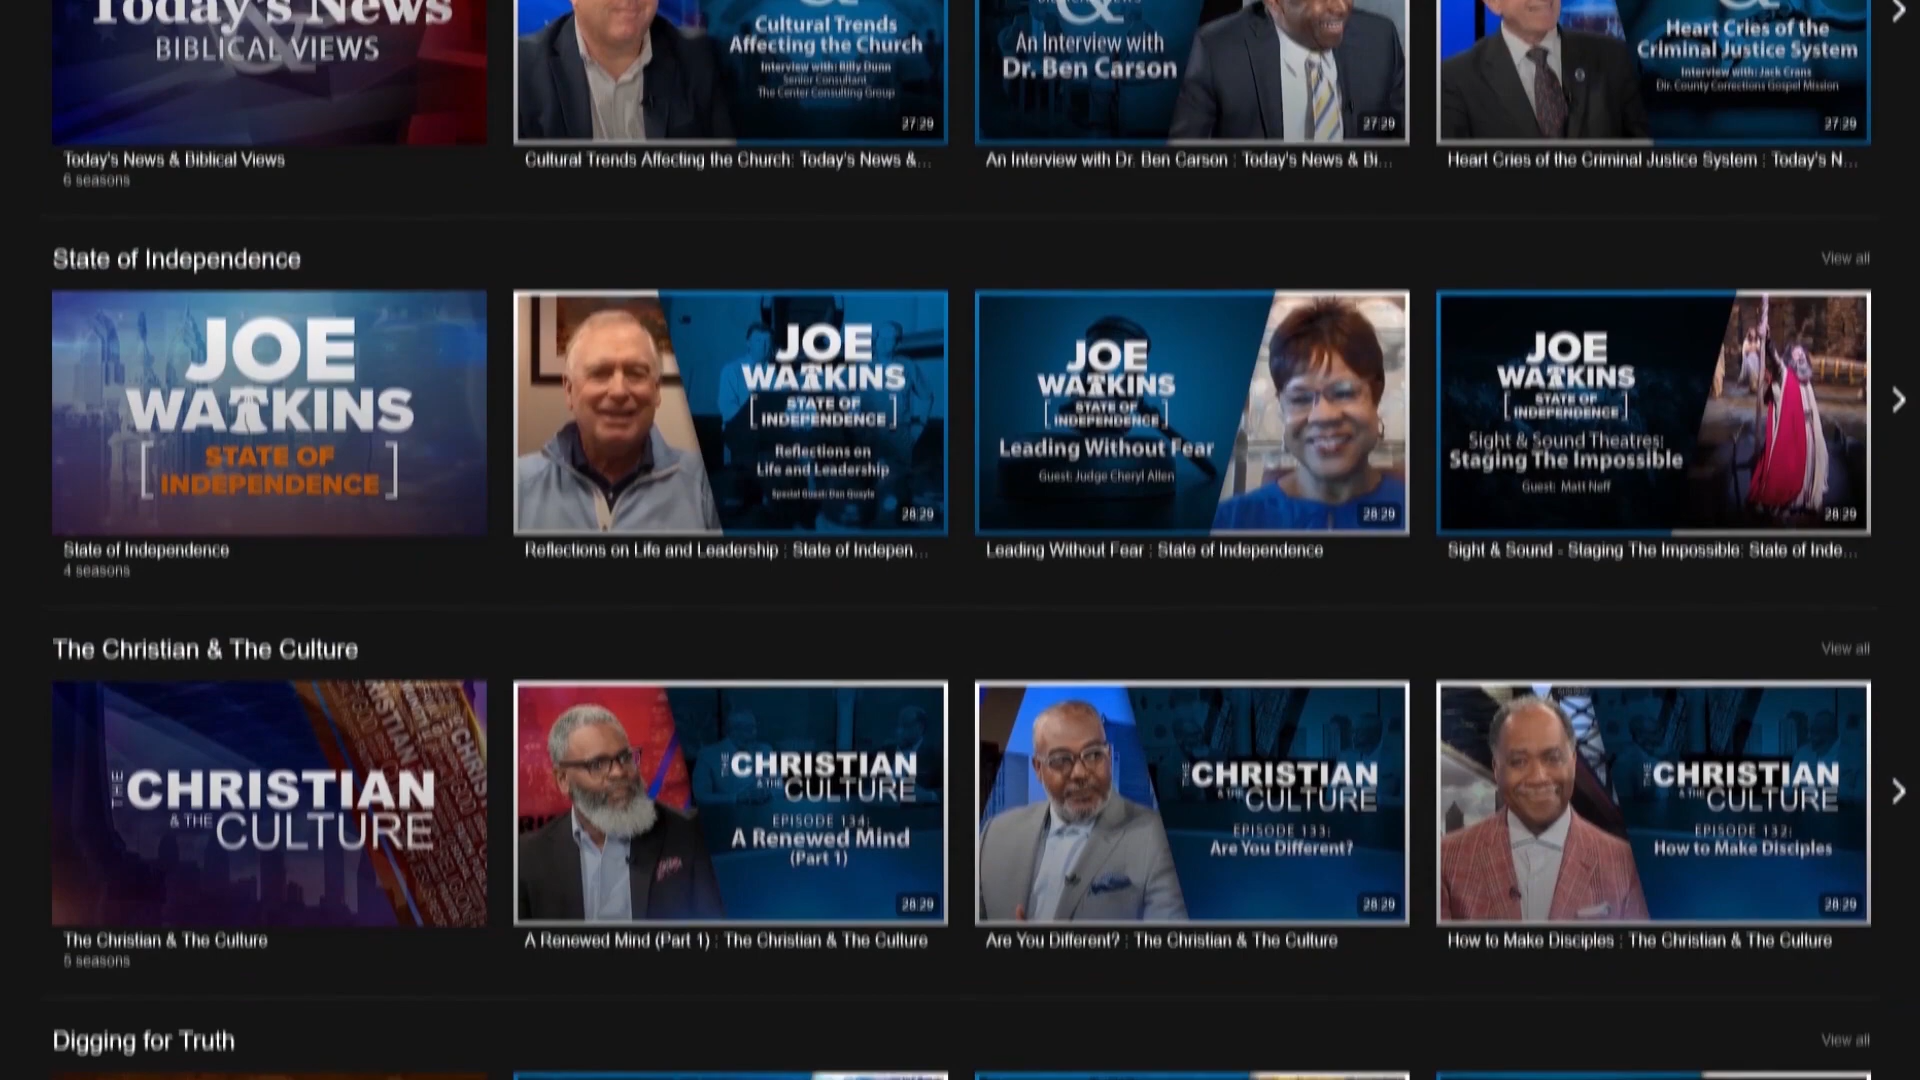 Today's News
BIBLICAL VIEWS
&
Cultural Trends
Affecting the Church
Interview with: Billy Dunn
Senior Consultant
The Center Consulting Group
27:29
&
An Interview with
Dr. Ben Carson
27:29
&
Heart Cries of the
Criminal Justice System
Interview with: Jack Crans
Dir. County Corrections Gospel Mission
27:29
Today's News & Biblical Views
6 seasons
Cultural Trends Affecting the Church: Today's News &...
An Interview with Dr. Ben Carson : Today's News & Bi...
Heart Cries of the Criminal Justice System : Today's N...
State of Independence
View all
JOE
WATKINS
[STATE OF
INDEPENDENCE]
JOE
WATKINS
[STATE OF
INDEPENDENCE]
Reflections on
Life and Leadership
Special Guest: Dan Quayle
28:29
JOE
WATKINS
[STATE OF
INDEPENDENCE]
Leading Without Fear
Guest: Judge Cheryl Allen
28:29
JOE
WATKINS
[STATE OF
INDEPENDENCE]
Sight & Sound Theatres:
Staging The Impossible
Guest: Matt Neff
28:29
State of Independence
4 seasons
Reflections on Life and Leadership : State of Indepen...
Leading Without Fear : State of Independence
Sight & Sound - Staging The Impossible: State of Inde...
The Christian & The Culture
View all
THE CHRISTIAN
& THE CULTURE
THE CHRISTIAN
& THE CULTURE
EPISODE 134:
A Renewed Mind
(Part 1)
28:29
THE CHRISTIAN
& THE CULTURE
EPISODE 133:
Are You Different?
28:29
THE CHRISTIAN
& THE CULTURE
EPISODE 132:
How to Make Disciples
28:29
The Christian & The Culture
5 seasons
A Renewed Mind (Part 1) : The Christian & The Culture
Are You Different? : The Christian & The Culture
How to Make Disciples : The Christian & The Culture
Digging for Truth
View all